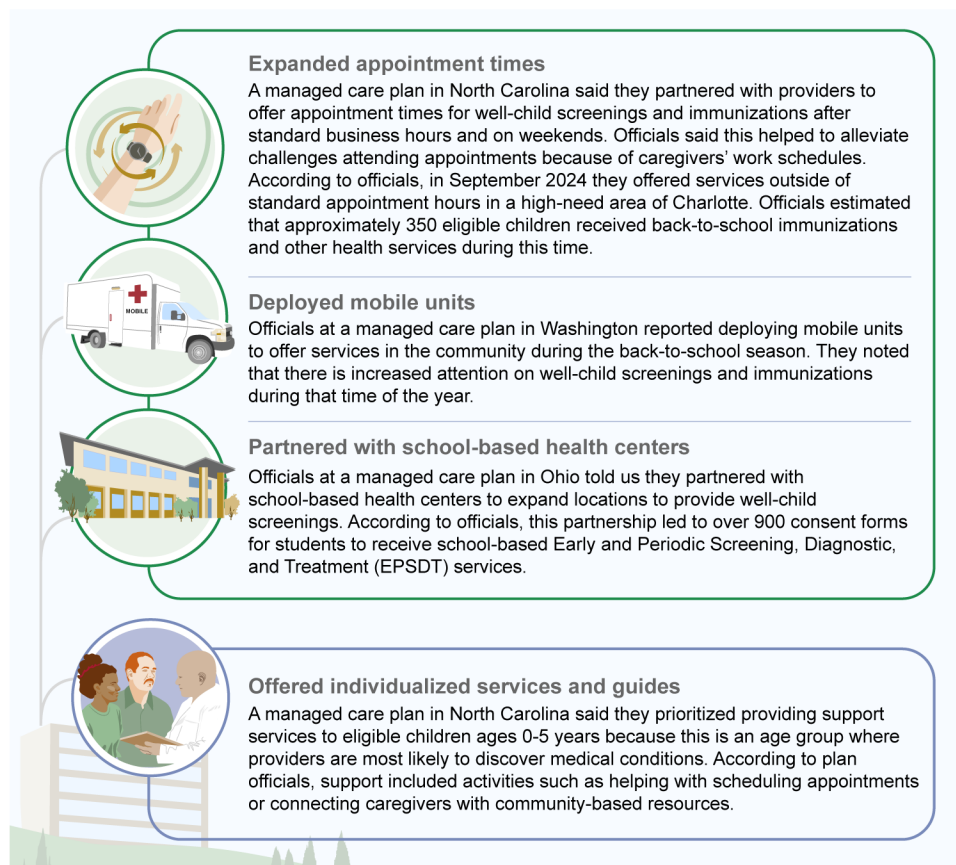 Expanded appointment times
A managed care plan in North Carolina said they partnered with providers to
offer appointment times for well-child screenings and immunizations after
standard business hours and on weekends. Officials said this helped to alleviate
challenges attending appointments because of caregivers’ work schedules.
According to officials, in September 2024 they offered services outside of
standard appointment hours in a high-need area of Charlotte. Officials estimated
that approximately 350 eligible children received back-to-school immunizations
and other health services during this time.
MOBILE
Deployed mobile units
Officials at a managed care plan in Washington reported deploying mobile units
to offer services in the community during the back-to-school season. They noted
that there is increased attention on well-child screenings and immunizations
during that time of the year.
Partnered with school-based health centers
Officials at a managed care plan in Ohio told us they partnered with
school-based health centers to expand locations to provide well-child
screenings. According to officials, this partnership led to over 900 consent forms
for students to receive school-based Early and Periodic Screening, Diagnostic,
and Treatment (EPSDT) services.
Offered individualized services and guides
A managed care plan in North Carolina said they prioritized providing support
services to eligible children ages 0-5 years because this is an age group where
providers are most likely to discover medical conditions. According to plan
officials, support included activities such as helping with scheduling appointments
or connecting caregivers with community-based resources.